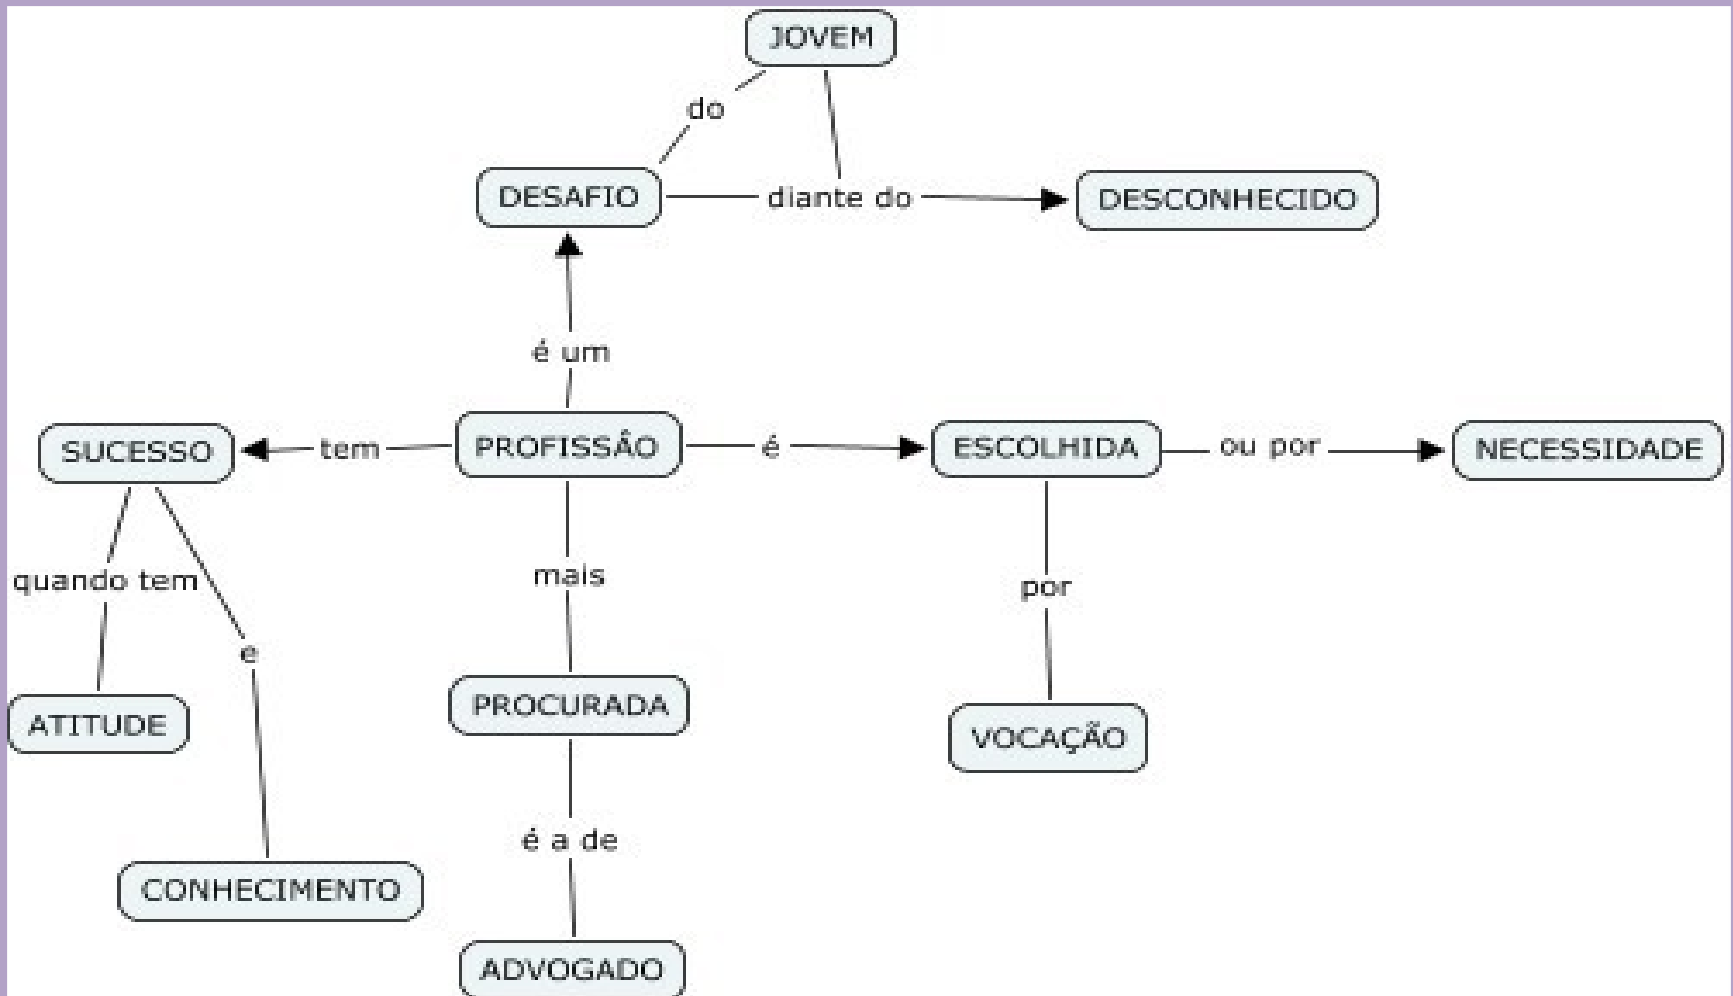 JOVEM
do
DESAFIO
diante do
DESCONHECIDO
é um
SUCESSO
tem
PROFISSÃO
é
ESCOLHIDA
ou por
NECESSIDADE
quando tem
mais
por
e
ATITUDE
PROCURADA
VOCAÇÃO
é a de
CONHECIMENTO
ADVOGADO